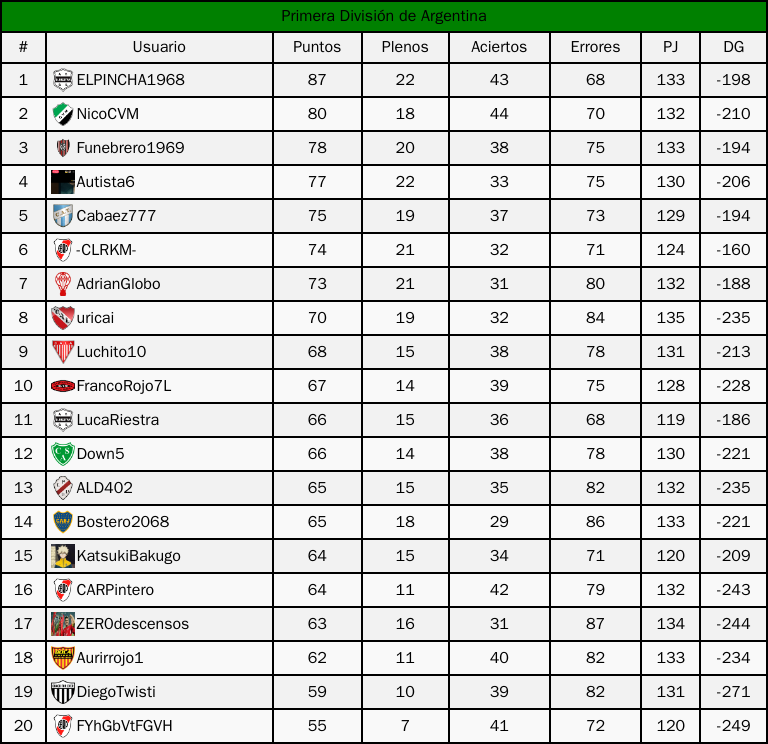 Primera División de Argentina
# Usuario Puntos Plenos Aciertos Errores PJ DG
1 ELPINCHA1968 87 22 43 68 133 -198
2 NicoCVM 80 18 44 70 132 -210
3 Funebrero1969 78 20 38 75 133 -194
4 Autista6 77 22 33 75 130 -206
5 Cabaez777 75 19 37 73 129 -194
6 -CLRKM- 74 21 32 71 124 -160
7 AdrianGlobo 73 21 31 80 132 -188
8 uricai 70 19 32 84 135 -235
9 Luchito10 68 15 38 78 131 -213
10 FrancoRojo7L 67 14 39 75 128 -228
11 LucaRiestra 66 15 36 68 119 -186
12 Down5 66 14 38 78 130 -221
13 ALD402 65 15 35 82 132 -235
14 Bostero2068 65 18 29 86 133 -221
15 KatsukiBakugo 64 15 34 71 120 -209
16 CARPintero 64 11 42 79 132 -243
17 ZER0descensos 63 16 31 87 134 -244
18 Aurirrojo1 62 11 40 82 133 -234
19 DiegoTwisti 59 10 39 82 131 -271
20 FYhGbVtFGVH 55 7 41 72 120 -249